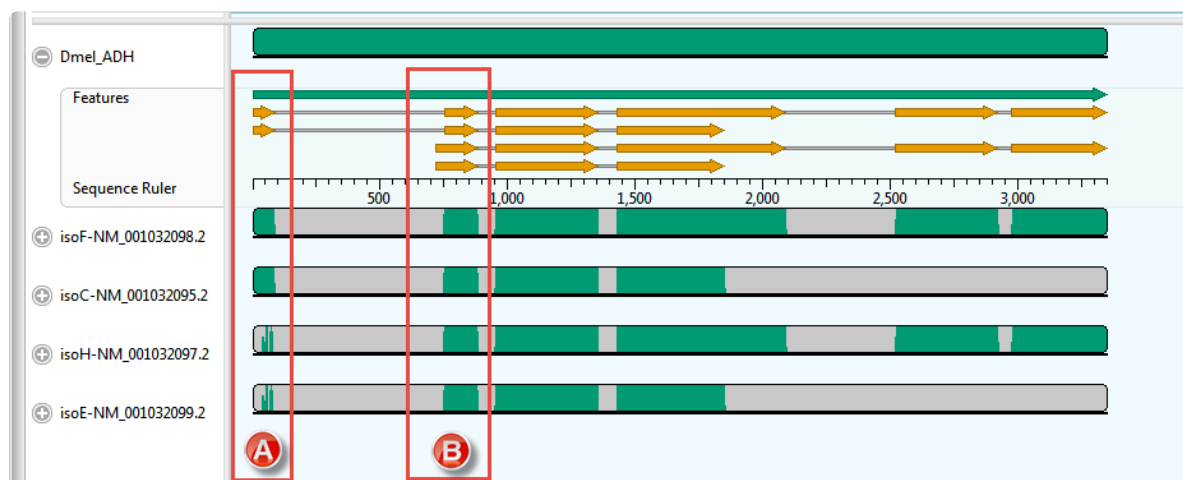 Dmel_ADH
Features
Sequence Ruler
500 1,000 1,500 2,000 2,500 3,000
isoF-NM_001032098.2
isoC-NM_001032095.2
isoH-NM_001032097.2
isoE-NM_001032099.2
A B